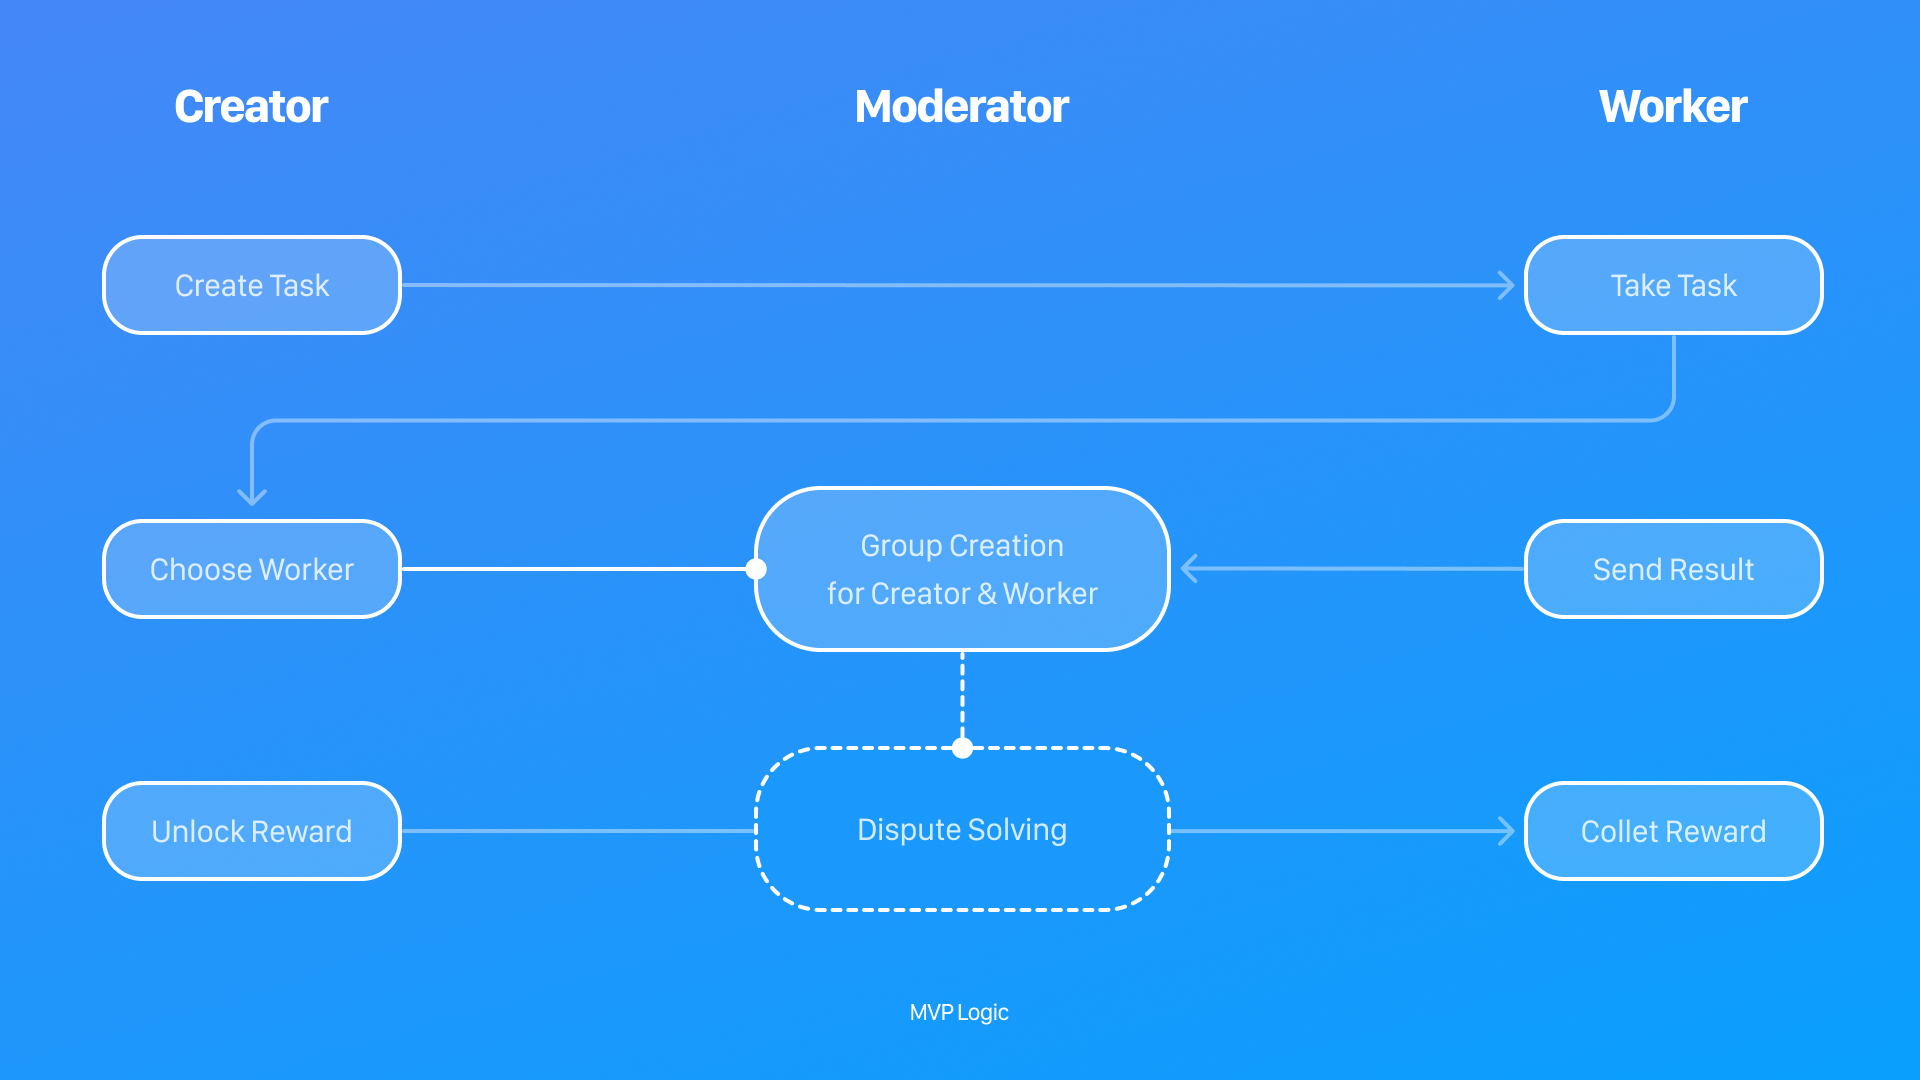 Creator
Moderator
Worker
Create Task
Take Task
Choose Worker
Group Creation
for Creator & Worker
Send Result
Unlock Reward
Dispute Solving
Collet Reward
MVP Logic